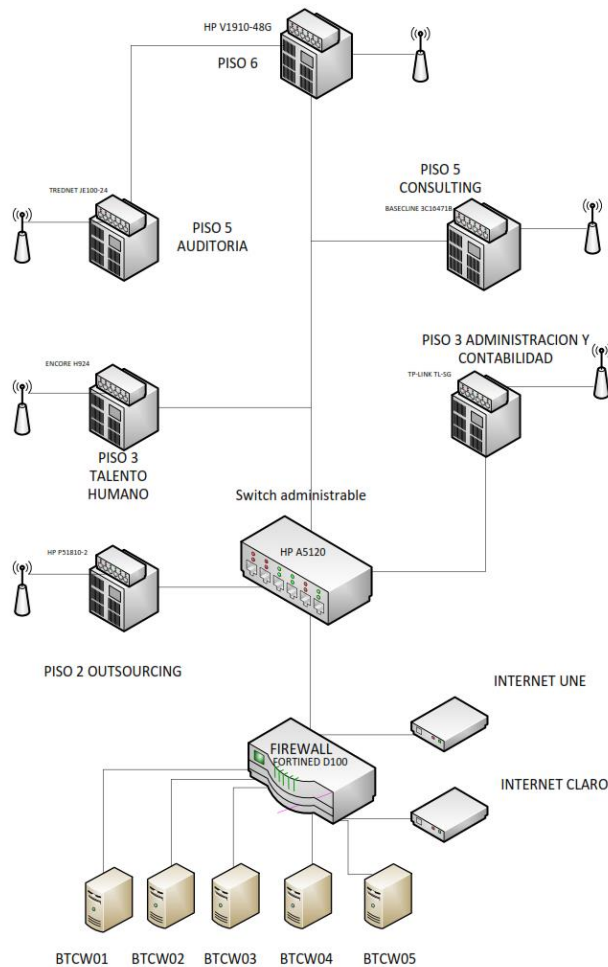 HP V1910-48G
PISO 6
TREDNET JE100-24
PISO 5
AUDITORIA
PISO 5
CONSULTING
BASECLINE 3C16471B
ENCORE H924
PISO 3
TALENTO
HUMANO
PISO 3 ADMINISTRACION Y
CONTABILIDAD
TP-LINK TL-SG
Switch administrable
HP A5120
HP P51810-2
PISO 2 OUTSOURCING
INTERNET UNE
FIREWALL
FORTINED D100
INTERNET CLARO
BTCW01
BTCW02
BTCW03
BTCW04
BTCW05